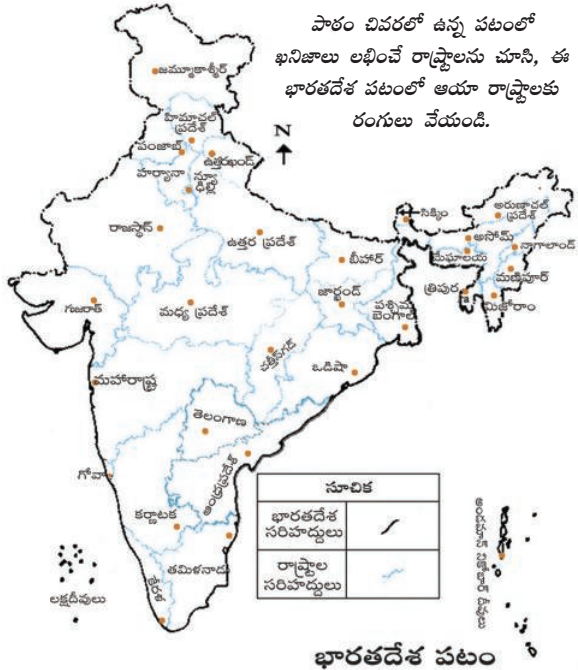 పాఠం చివరలో ఉన్న పటంలో
ఖనిజాలు లభించే రాష్ట్రాలను చూసి, ఈ
భారతదేశ పటంలో ఆయా రాష్ట్రాలకు
రంగులు వేయండి.
జమ్మూకాశ్మీర్
హిమాచల్
ప్రదేశ్
పంజాబ్
ఉత్తరఖండ్
హర్యానా
న్యూ
ఢిల్లీ
N
రాజస్థాన్
ఉత్తర ప్రదేశ్
సిక్కిం
అరుణాచల్
ప్రదేశ్
అసోమ్
నాగాలాండ్
మేఘాలయ
బీహార్
మణిపూర్
త్రిపుర
మిజోరాం
జార్ఖండ్
పశ్చిమ
బెంగాల్
గుజరాత్
మధ్య ప్రదేశ్
చత్తీస్‌గఢ్
ఒడిషా
మహారాష్ట్ర
తెలంగాణ
ఆంధ్రప్రదేశ్
గోవా
కర్ణాటక
తమిళనాడు
కేరళ
లక్షదీవులు
సూచిక
భారతదేశ
సరిహద్దులు
రాష్ట్రాల
సరిహద్దులు
భారతదేశ పటం